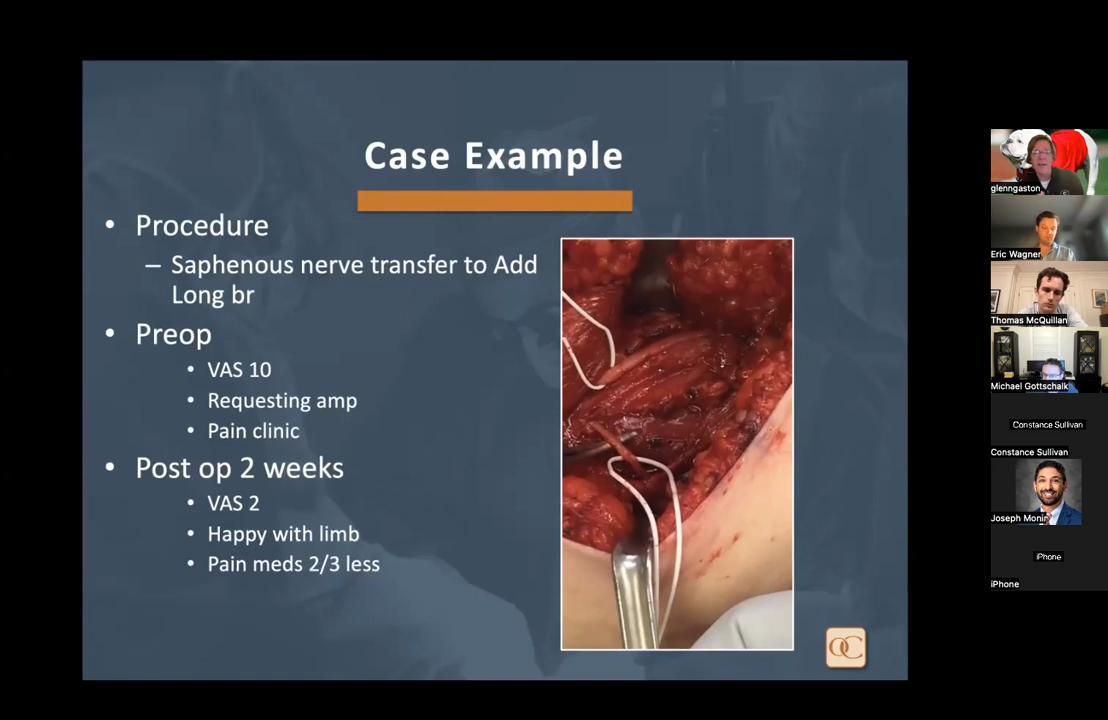 Case Example
• Procedure
– Saphenous nerve transfer to Add
Long br
• Preop
• VAS 10
• Requesting amp
• Pain clinic
• Post op 2 weeks
• VAS 2
• Happy with limb
• Pain meds 2/3 less
OC
glenngaston
Eric Wagner
Thomas McQuillan
Michael Gottschalk
Constance Sullivan
Constance Sullivan
Joseph Monir
iPhone
iPhone